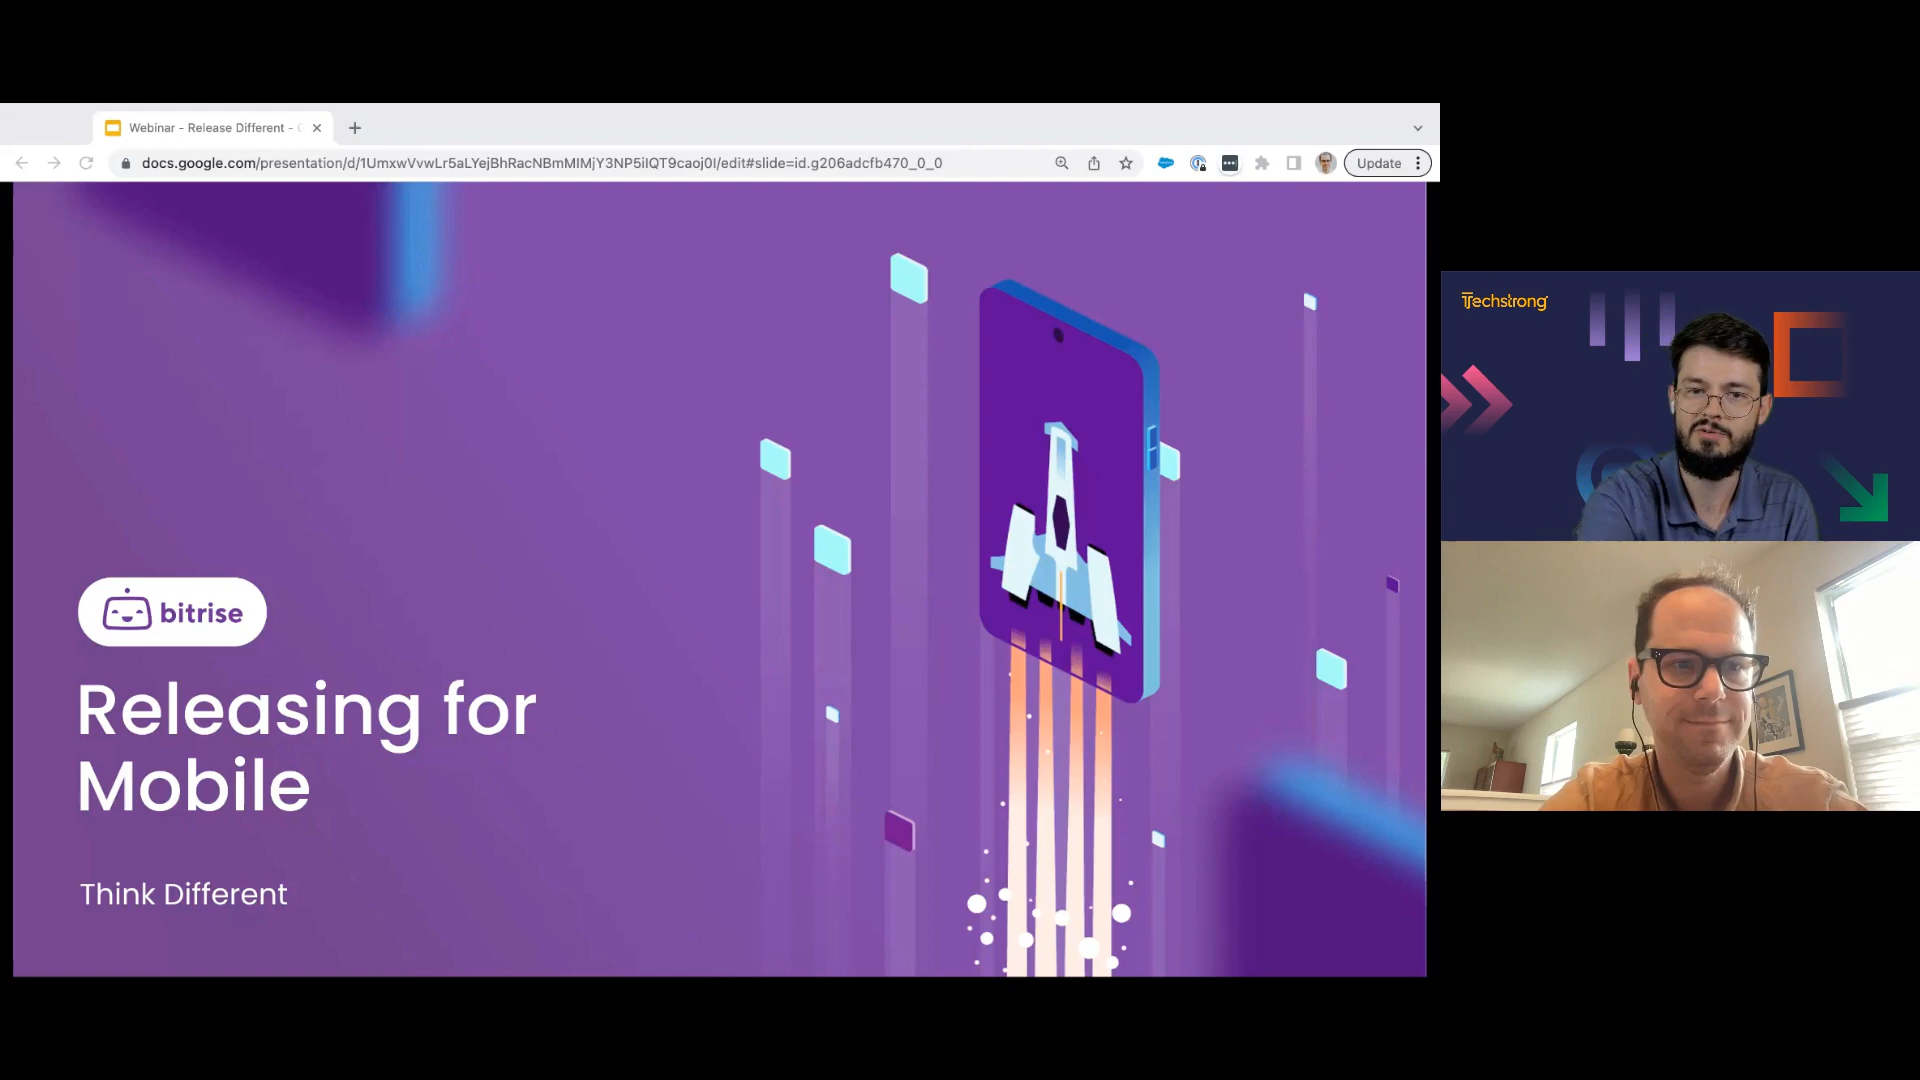 Webinar - Release Different -
docs.google.com/presentation/d/1UmxwVvwLr5aLYejBhRacNBmMIMjY3NP5iIQT9caoj0I/edit#slide=id.g206adcfb470_0_0
Update
Techstrong
bitrise
Releasing for
Mobile
Think Different